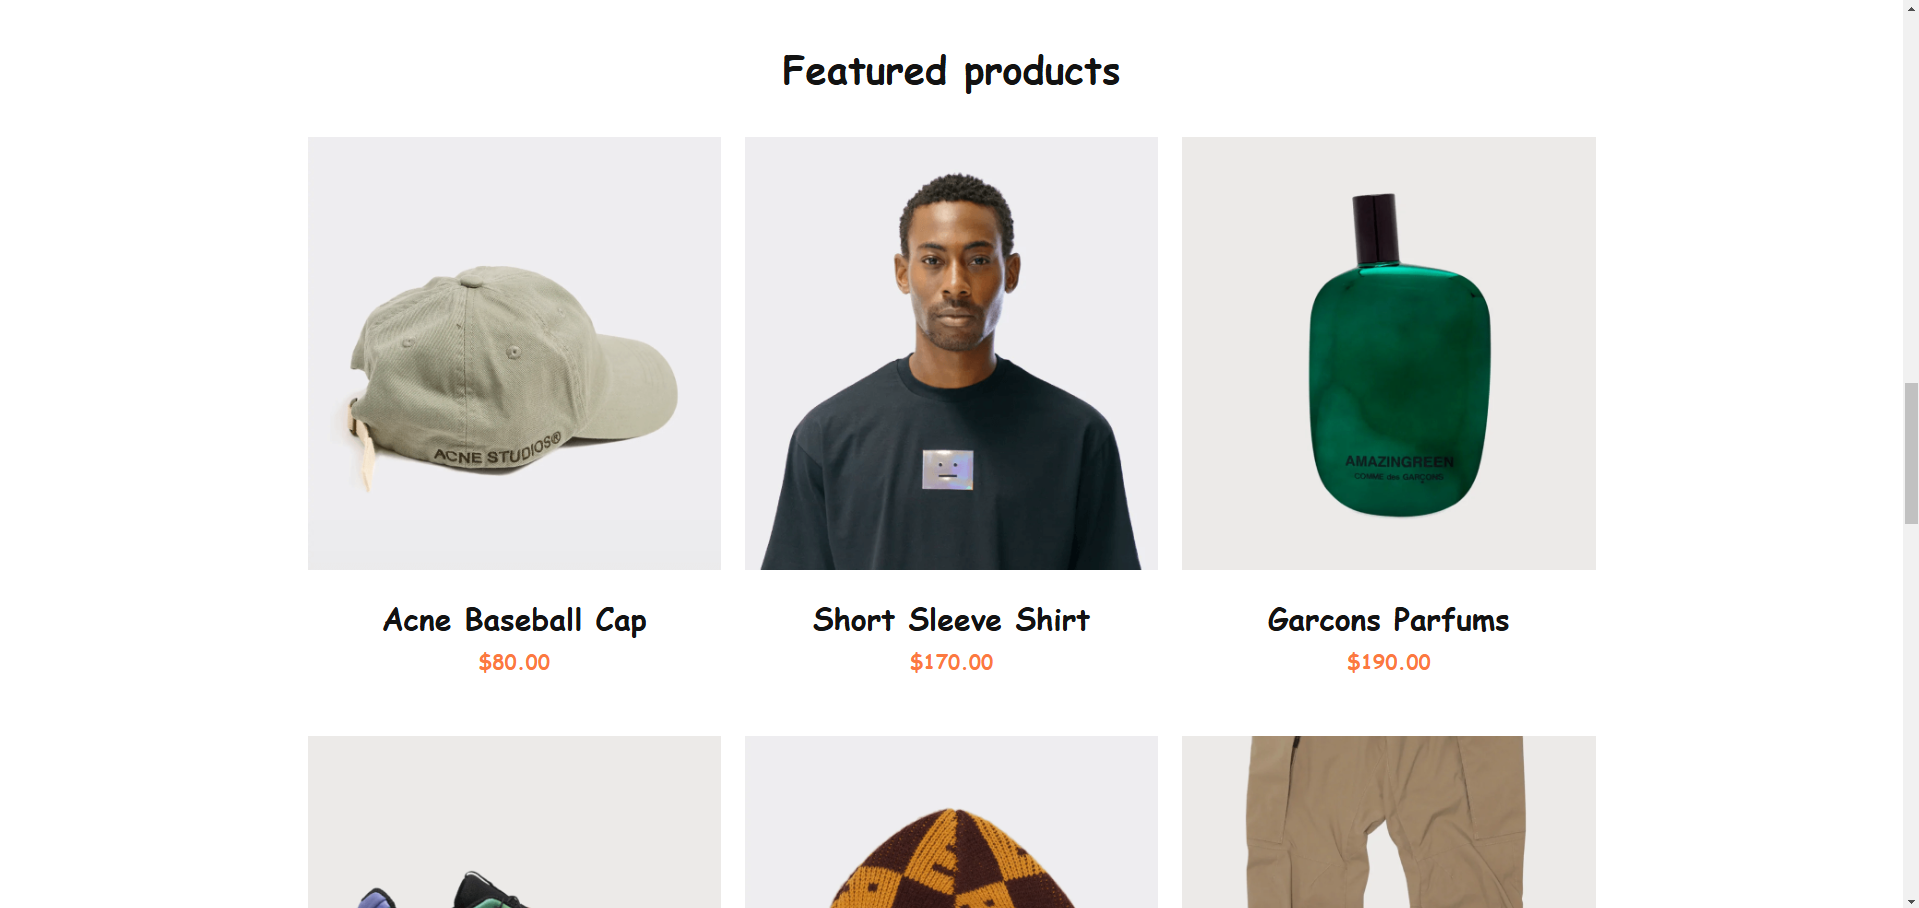 Featured products
ACNE STUDIOS®
AMAZINGREEN
COMME des GARÇONS
Acne Baseball Cap
Short Sleeve Shirt
Garcons Parfums
$80.00
$170.00
$190.00